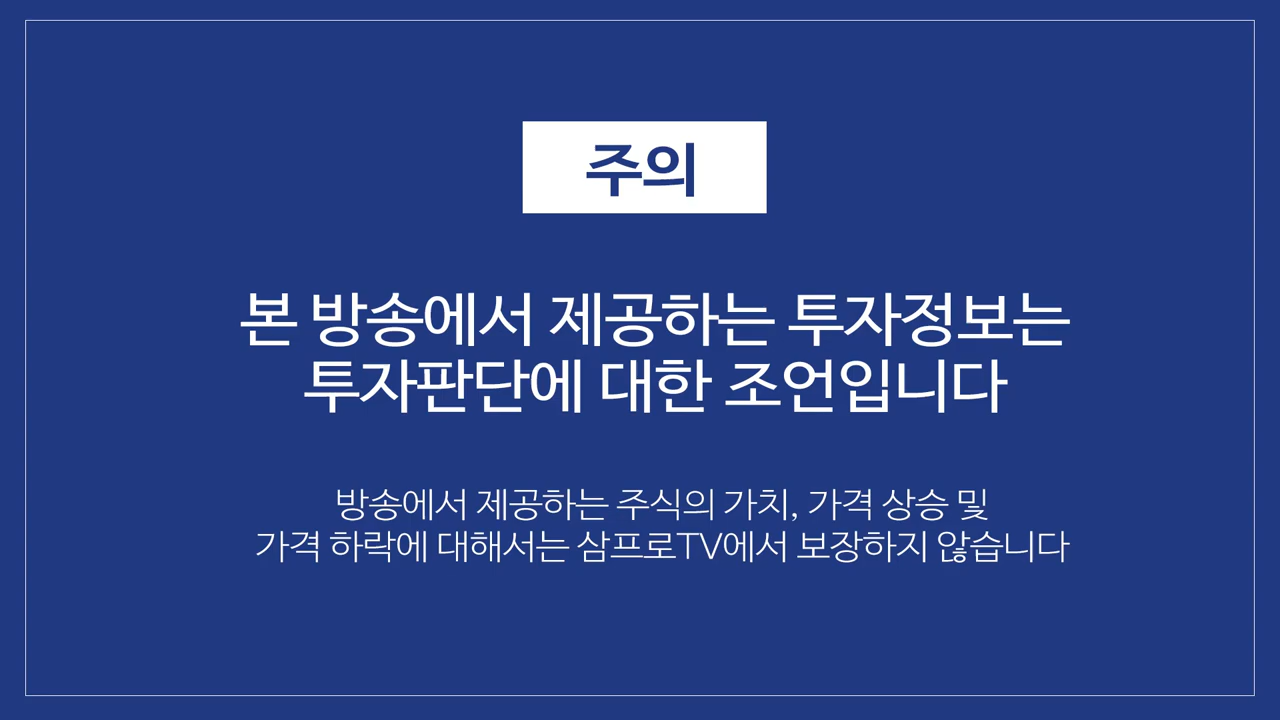 주의
본 방송에서 제공하는 투자정보는
투자판단에 대한 조언입니다
방송에서 제공하는 주식의 가치, 가격 상승 및
가격 하락에 대해서는 삼프로TV에서 보장하지 않습니다